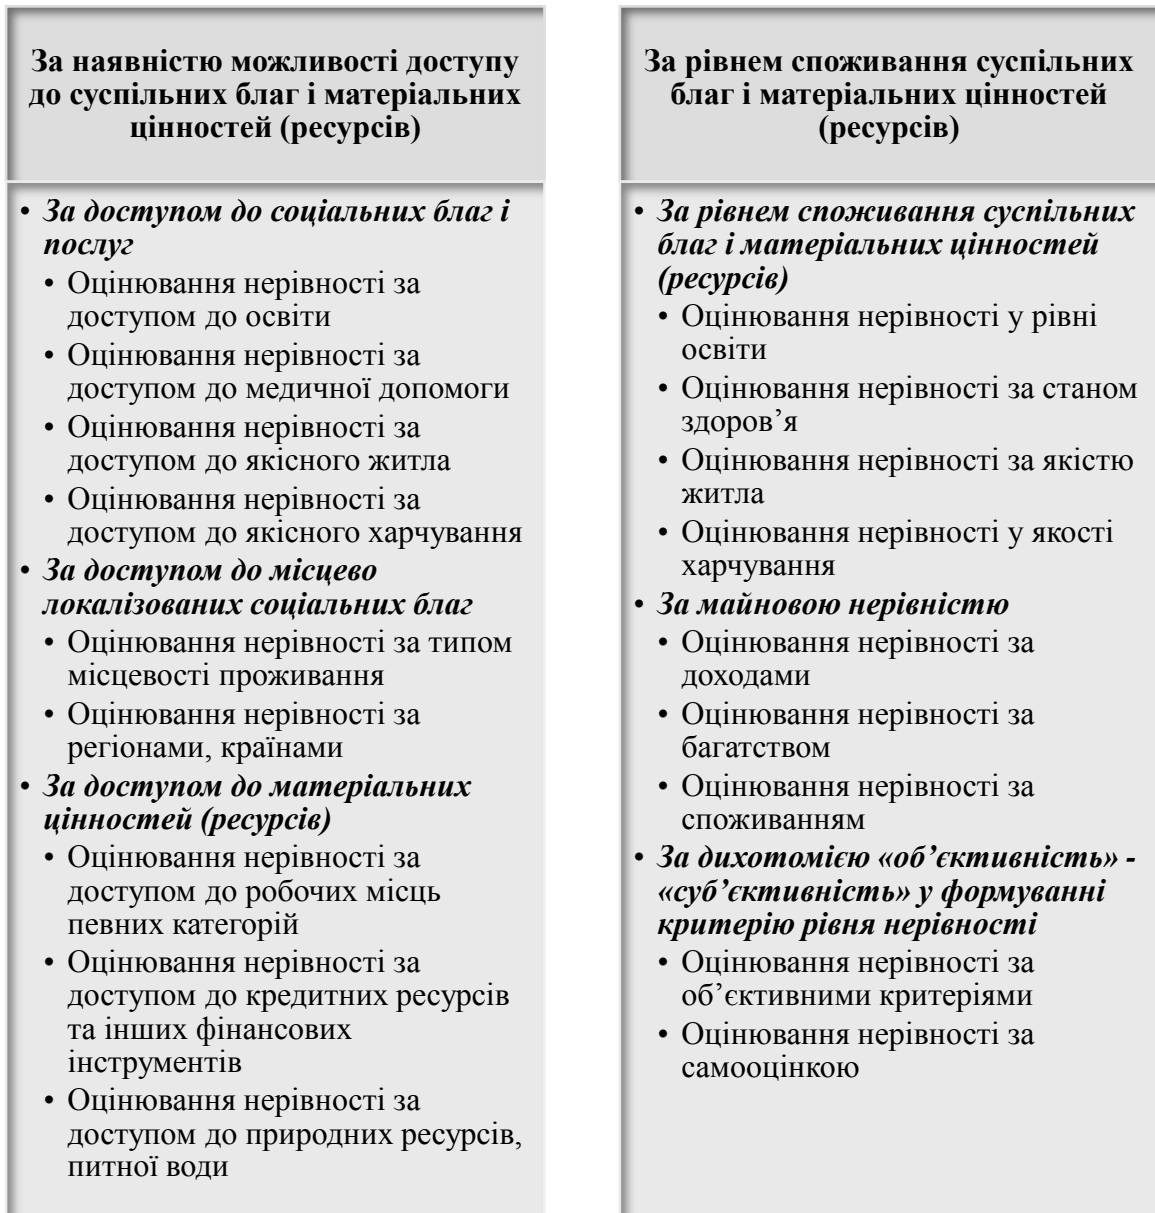 За наявністю можливості доступу
до суспільних благ і матеріальних
цінностей (ресурсів)
• За доступом до соціальних благ і
послуг
• Оцінювання нерівності за
доступом до освіти
• Оцінювання нерівності за
доступом до медичної допомоги
• Оцінювання нерівності за
доступом до якісного житла
• Оцінювання нерівності за
доступом до якісного харчування
• За доступом до місцево
локалізованих соціальних благ
• Оцінювання нерівності за типом
місцевості проживання
• Оцінювання нерівності за
регіонами, країнами
• За доступом до матеріальних
цінностей (ресурсів)
• Оцінювання нерівності за
доступом до робочих місць
певних категорій
• Оцінювання нерівності за
доступом до кредитних ресурсів
та інших фінансових
інструментів
• Оцінювання нерівності за
доступом до природних ресурсів,
питної води
За рівнем споживання суспільних
благ і матеріальних цінностей
(ресурсів)
• За рівнем споживання суспільних
благ і матеріальних цінностей
(ресурсів)
• Оцінювання нерівності у рівні
освіти
• Оцінювання нерівності за станом
здоров’я
• Оцінювання нерівності за якістю
житла
• Оцінювання нерівності у якості
харчування
• За майновою нерівністю
• Оцінювання нерівності за
доходами
• Оцінювання нерівності за
багатством
• Оцінювання нерівності за
споживанням
• За дихотомією «об’єктивність» -
«суб’єктивність» у формуванні
критерію рівня нерівності
• Оцінювання нерівності за
об’єктивними критеріями
• Оцінювання нерівності за
самооцінкою